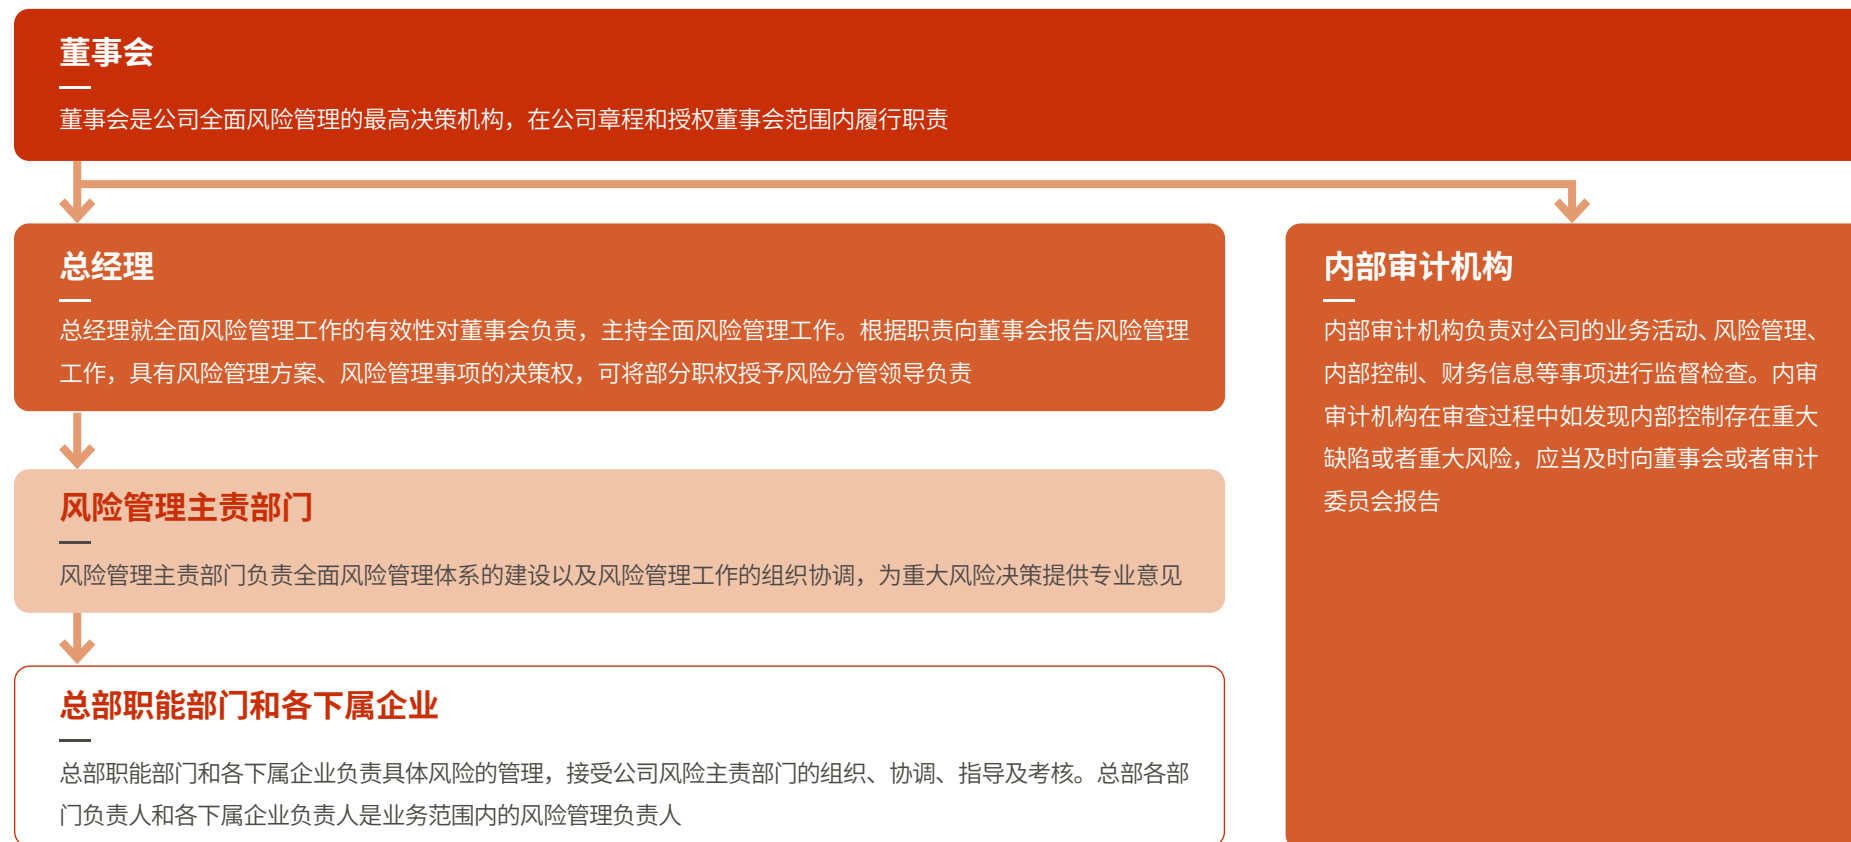 董事会
董事会是公司全面风险管理的最高决策机构，在公司章程和授权董事会范围内履行职责
总经理
总经理就全面风险管理工作的有效性对董事会负责，主持全面风险管理工作。根据职责向董事会报告风险管理
工作，具有风险管理方案、风险管理事项的决策权，可将部分职权授予风险分管领导负责
内部审计机构
内部审计机构负责对公司的业务活动、风险管理、
内部控制、财务信息等事项进行监督检查。内审
审计机构在审查过程中如发现内部控制存在重大
缺陷或者重大风险，应当及时向董事会或者审计
委员会报告
风险管理主责部门
风险管理主责部门负责全面风险管理体系的建设以及风险管理工作的组织协调，为重大风险决策提供专业意见
总部职能部门和各下属企业
总部职能部门和各下属企业负责具体风险的管理，接受公司风险主责部门的组织、协调、指导及考核。总部各部
门负责人和各下属企业负责人是业务范围内的风险管理负责人